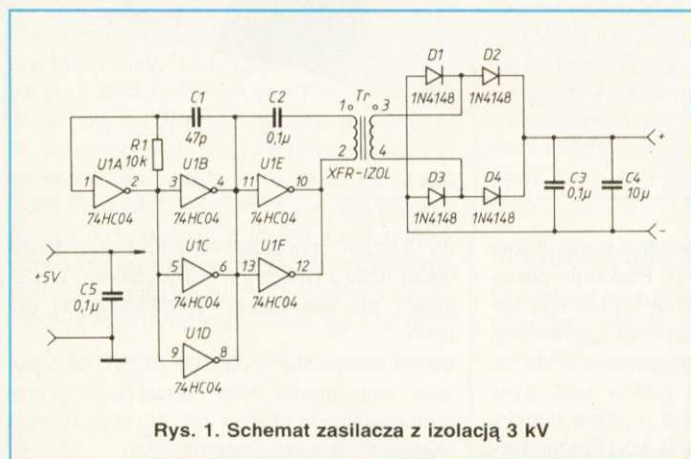 D1
D2
1N4148
1N4148
C1
47p
C2
0,1µ
Tr
1
3
2
4
XFR-IZOL
R1
10k
U1A
1
2
74HC04
U1B
3
4
74HC04
U1E
11
10
74HC04
D3
D4
1N4148
1N4148
C3
0,1µ
C4
10µ
+
−
U1C
5
6
74HC04
U1F
13
12
74HC04
+5V
C5
0,1µ
U1D
9
8
74HC04
Rys. 1. Schemat zasilacza z izolacją 3 kV